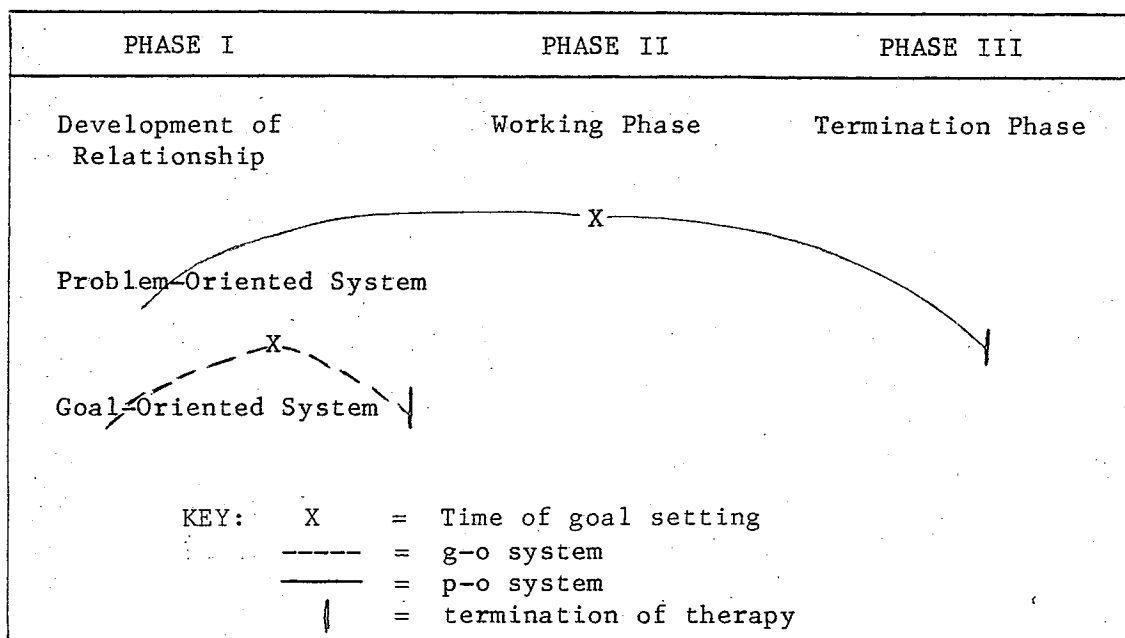 PHASE I PHASE II PHASE III
Development of Working Phase Termination Phase
Relationship
X
Problem-Oriented System
X
Goal-Oriented System
KEY: X = Time of goal setting
----- = g-o system
——— = p-o system
| = termination of therapy